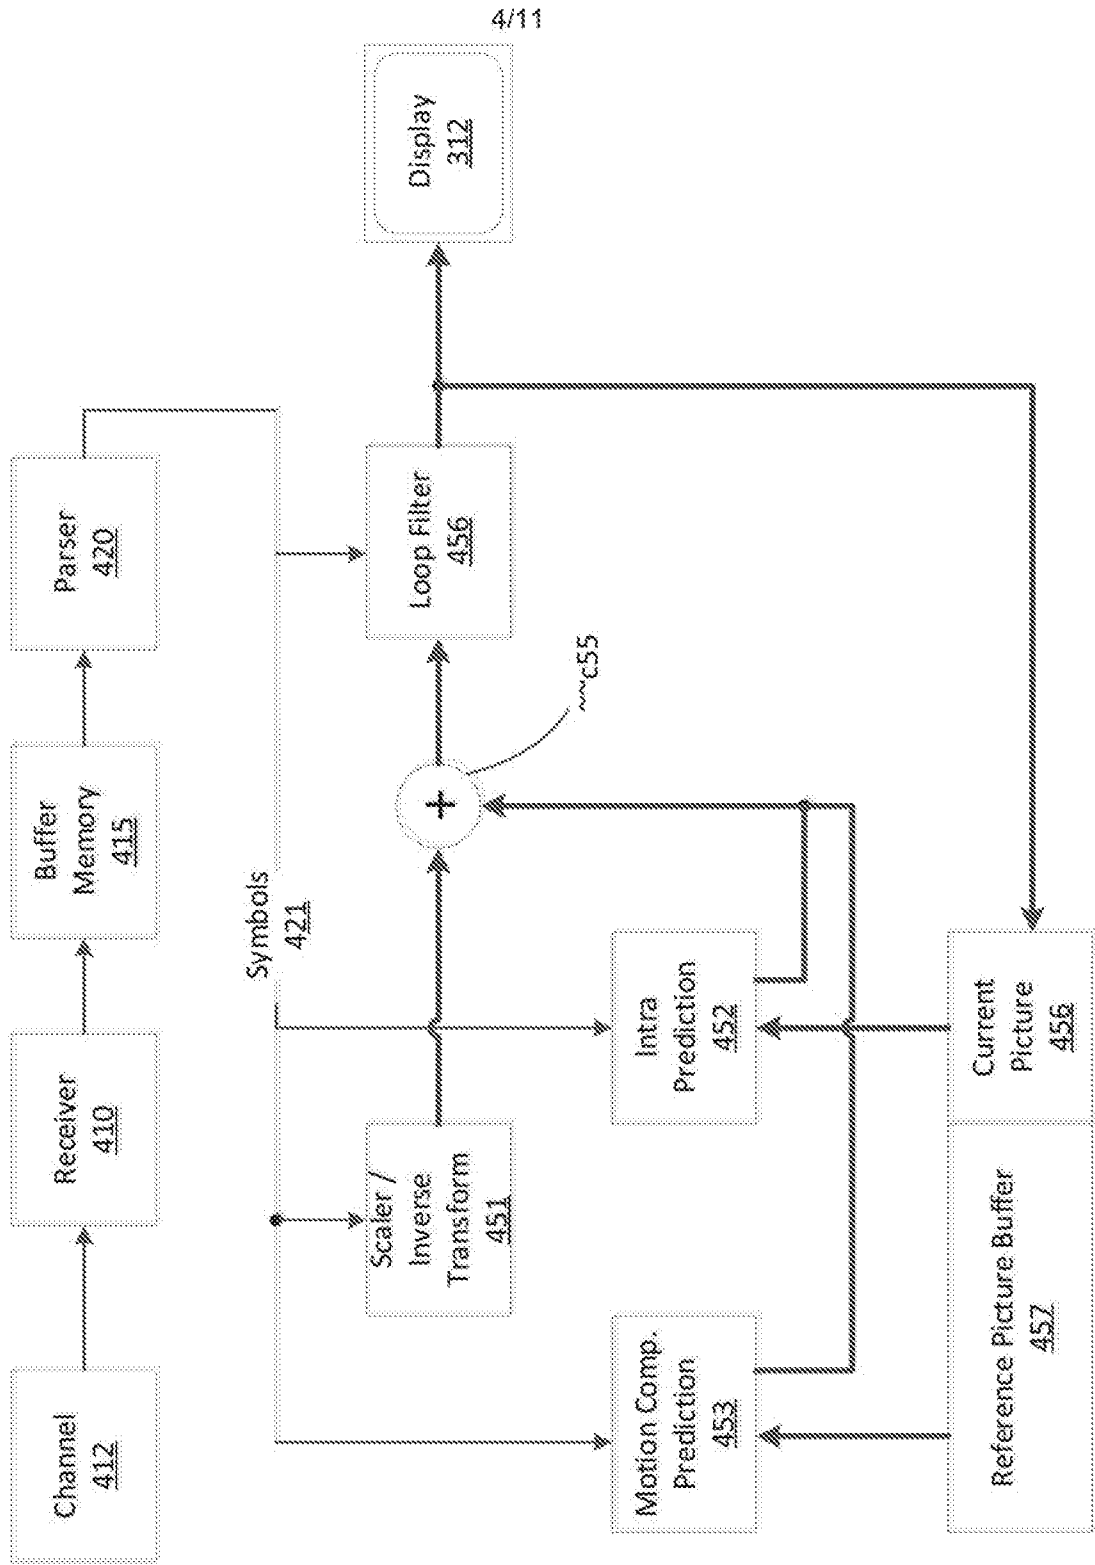 4/11
Channel
412
Receiver
410
Buffer
Memory
415
Parser
420
Symbols
421
Scaler /
Inverse
Transform
451
~~c55
Loop Filter
456
Display
312
Motion Comp.
Prediction
453
Intra
Prediction
452
Reference Picture Buffer
457
Current
Picture
456
+